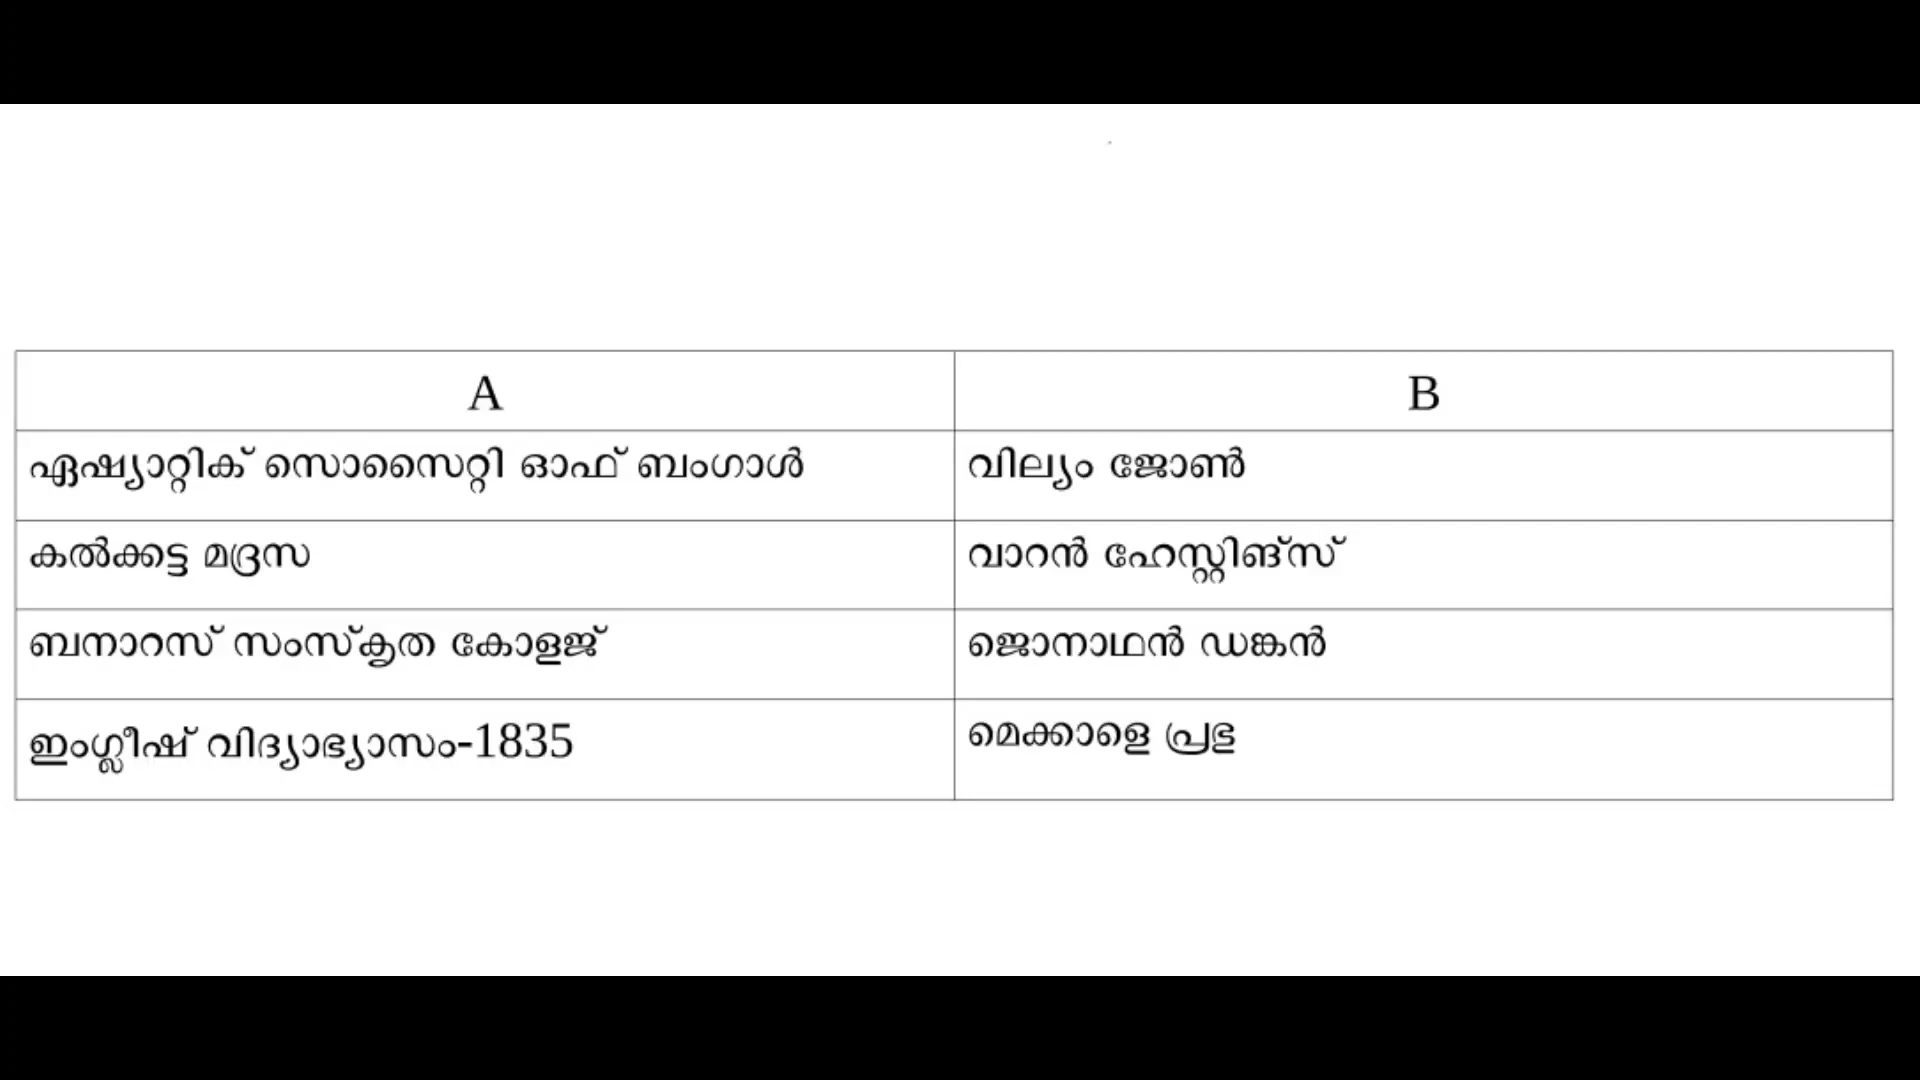 A
B
ഏഷ്യാറ്റിക് സൊസൈറ്റി ഓഫ് ബംഗാൾ
വില്യം ജോൺ
കൽക്കട്ട മദ്രസ
വാറൻ ഹേസ്റ്റിങ്സ്
ബനാറസ് സംസ്കൃത കോളജ്
ജൊനാഥൻ ഡങ്കൻ
ഇംഗ്ലീഷ് വിദ്യാഭ്യാസം-1835
മെക്കാളെ പ്രഭു